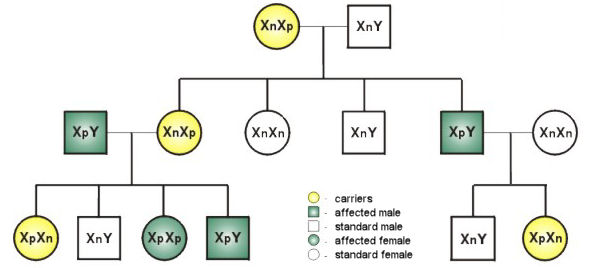 XnXp XnY
XpY XnXp XnXn XnY XpY XnXn
- carriers
- affected male
- standard male
- affected female
- standard female
XpXn XnY XpXp XpY XnY XpXn